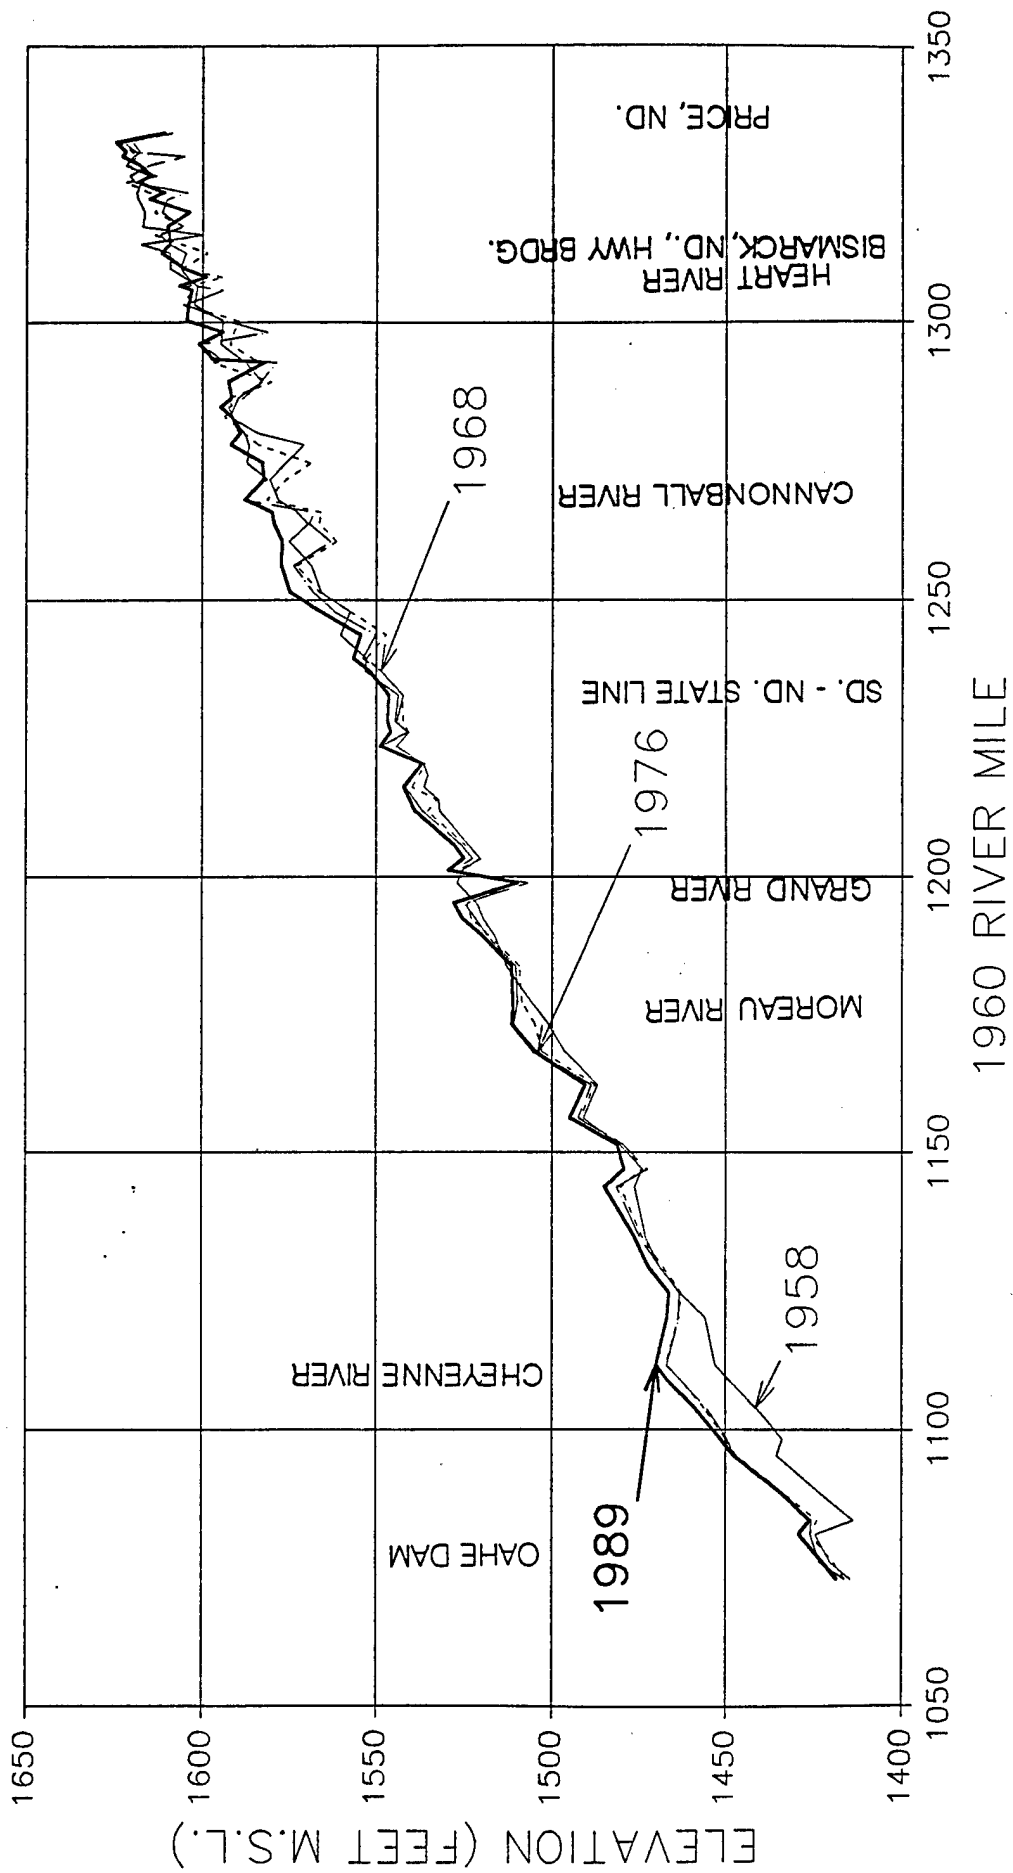 ELEVATION (FEET M.S.L.)
1650
1600
1550
1500
1450
1400
1050
1100
1150
1200
1250
1300
1350
1960 RIVER MILE
OAHE DAM
CHEYENNE RIVER
MOREAU RIVER
GRAND RIVER
SD. - ND. STATE LINE
CANNONBALL RIVER
HEART RIVER
BISMARCK, ND., HWY BRDG.
PRICE, ND.
1989
1958
1976
1968